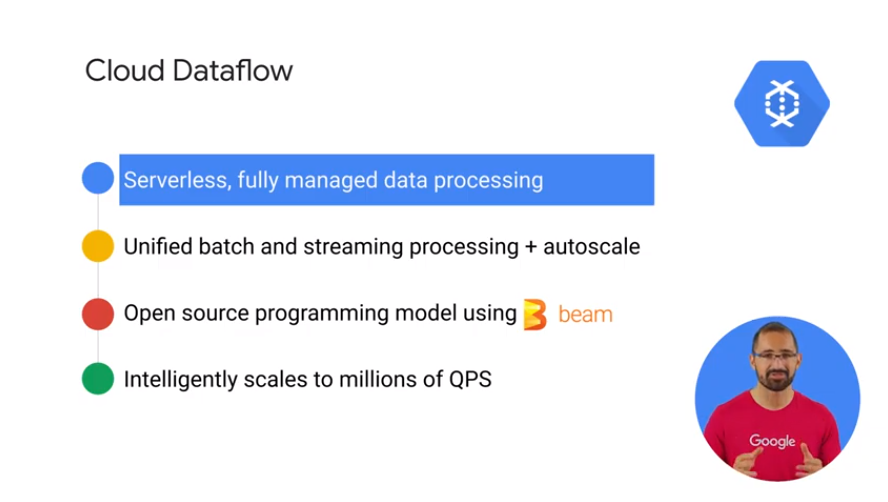 Cloud Dataflow
Serverless, fully managed data processing
Unified batch and streaming processing + autoscale
Open source programming model using beam
Intelligently scales to millions of QPS
Google